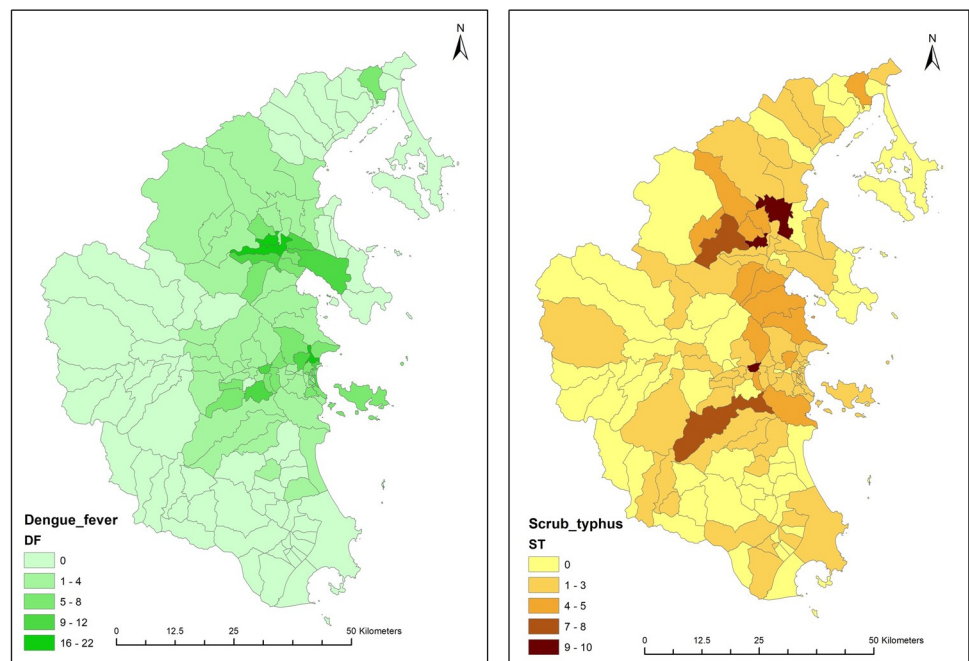 N
Dengue_fever
DF
0
1 - 4
5 - 8
9 - 12
16 - 22
0 12.5 25 50 Kilometers
N
Scrub_typhus
ST
0
1 - 3
4 - 5
7 - 8
9 - 10
0 12.5 25 50 Kilometers